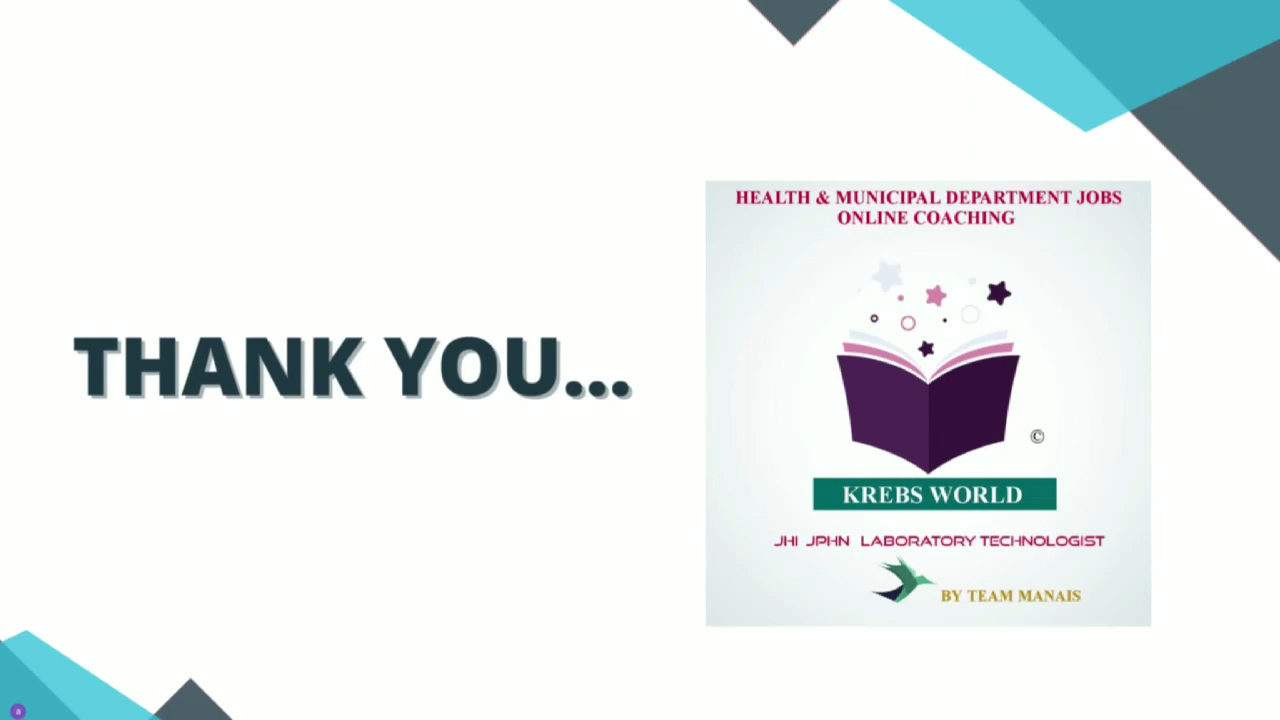 THANK YOU...
HEALTH & MUNICIPAL DEPARTMENT JOBS
ONLINE COACHING
©
KREBS WORLD
JHI JPHN LABORATORY TECHNOLOGIST
BY TEAM MANAIS